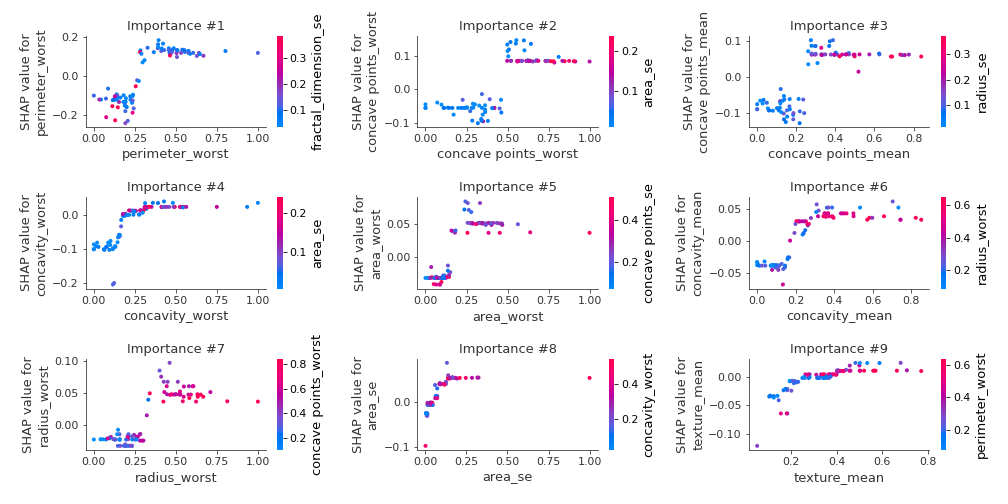 Importance #1
SHAP value for
perimeter_worst
0.2
0.0
−0.2
0.00
0.25
0.50
0.75
1.00
perimeter_worst
0.3
0.2
0.1
fractal_dimension_se
Importance #2
SHAP value for
concave points_worst
0.1
0.0
−0.1
0.00
0.25
0.50
0.75
1.00
concave points_worst
0.2
0.1
area_se
Importance #3
SHAP value for
concave points_mean
0.1
0.0
−0.1
0.0
0.2
0.4
0.6
0.8
concave points_mean
0.3
0.2
0.1
radius_se
Importance #4
SHAP value for
concavity_worst
0.0
−0.1
−0.2
0.00
0.25
0.50
0.75
1.00
concavity_worst
0.2
0.1
area_se
Importance #5
SHAP value for
area_worst
0.05
0.00
0.00
0.25
0.50
0.75
1.00
area_worst
0.4
0.2
concave points_se
Importance #6
SHAP value for
concavity_mean
0.05
0.00
−0.05
0.0
0.2
0.4
0.6
0.8
concavity_mean
0.6
0.4
0.2
radius_worst
Importance #7
SHAP value for
radius_worst
0.10
0.05
0.00
0.00
0.25
0.50
0.75
1.00
radius_worst
0.8
0.6
0.4
0.2
concave points_worst
Importance #8
SHAP value for
area_se
0.0
−0.1
0.00
0.25
0.50
0.75
1.00
area_se
0.4
0.2
concavity_worst
Importance #9
SHAP value for
texture_mean
0.00
−0.05
−0.10
0.2
0.4
0.6
0.8
texture_mean
0.6
0.4
0.2
perimeter_worst